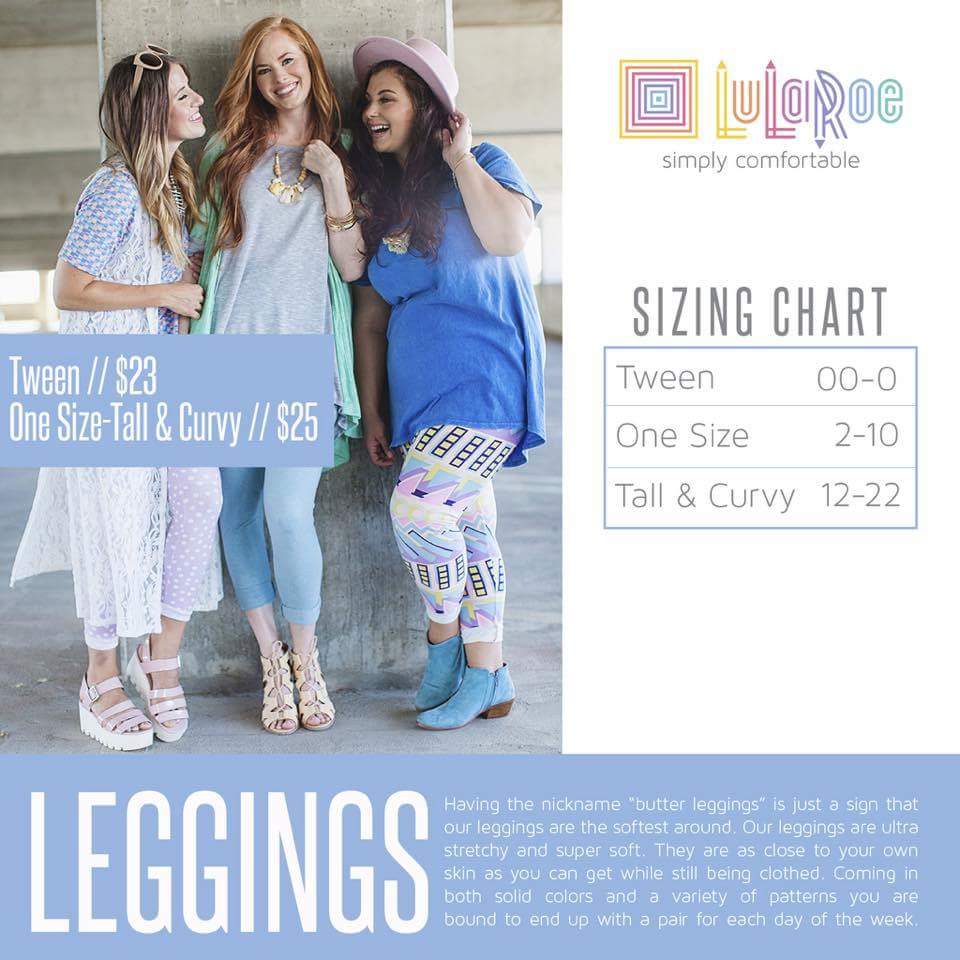 LuLaRoe
simply comfortable
Tween // $23
One Size-Tall & Curvy // $25
SIZING CHART
Tween 00-0
One Size 2-10
Tall & Curvy 12-22
LEGGINGS
Having the nickname "butter leggings" is just a sign that
our leggings are the softest around. Our leggings are ultra
stretchy and super soft. They are as close to your own
skin as you can get while still being clothed. Coming in
both solid colors and a variety of patterns you are
bound to end up with a pair for each day of the week.